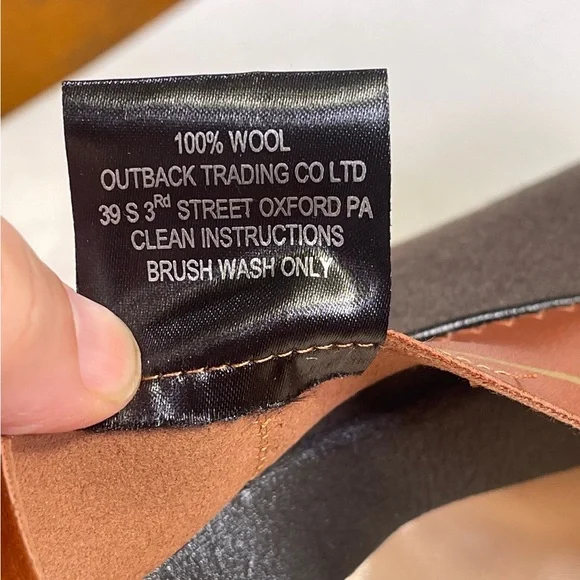 100% WOOL
OUTBACK TRADING CO LTD
39 S 3Rd STREET OXFORD PA
CLEAN INSTRUCTIONS
BRUSH WASH ONLY